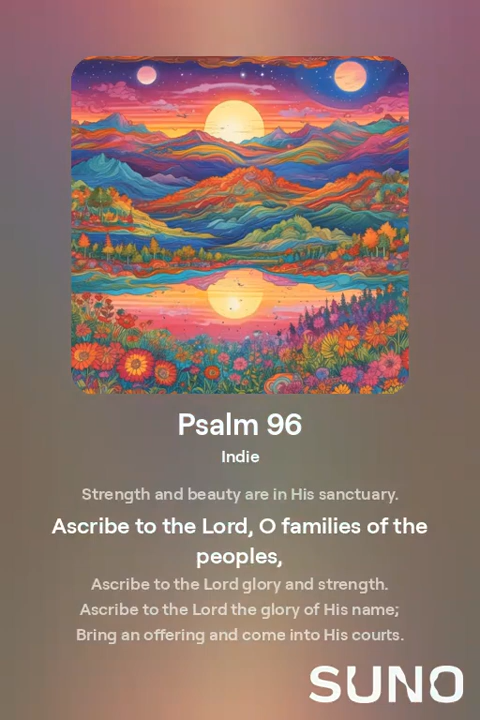 Psalm 96
Indie
Strength and beauty are in His sanctuary.
Ascribe to the Lord, O families of the
peoples,
Ascribe to the Lord glory and strength.
Ascribe to the Lord the glory of His name;
Bring an offering and come into His courts.
SUNO